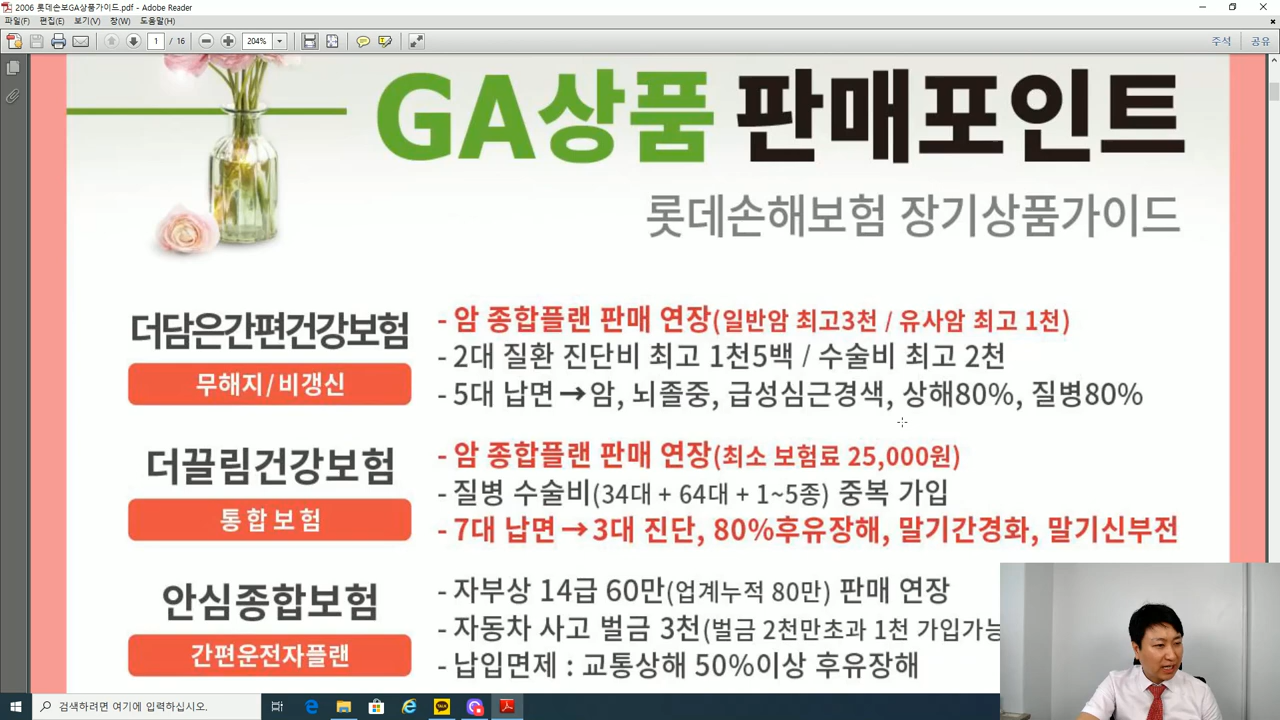 2006 롯데손보GA상품가이드.pdf - Adobe Reader
파일(F) 편집(E) 보기(V) 창(W) 도움말(H)
1 / 16 204% 주석 공유
GA상품 판매포인트
롯데손해보험 장기상품가이드
더담은간편건강보험
무해지/비갱신
- 암 종합플랜 판매 연장(일반암 최고3천 / 유사암 최고 1천)
- 2대 질환 진단비 최고 1천5백 / 수술비 최고 2천
- 5대 납면→암, 뇌졸중, 급성심근경색, 상해80%, 질병80%
더끌림건강보험
통합보험
- 암 종합플랜 판매 연장(최소 보험료 25,000원)
- 질병 수술비(34대 + 64대 + 1~5종) 중복 가입
- 7대 납면→3대 진단, 80%후유장해, 말기간경화, 말기신부전
안심종합보험
간편운전자플랜
- 자부상 14급 60만(업계누적 80만) 판매 연장
- 자동차 사고 벌금 3천(벌금 2천만초과 1천 가입가능
- 납입면제 : 교통상해 50%이상 후유장해
검색하려면 여기에 입력하십시오.
TALK